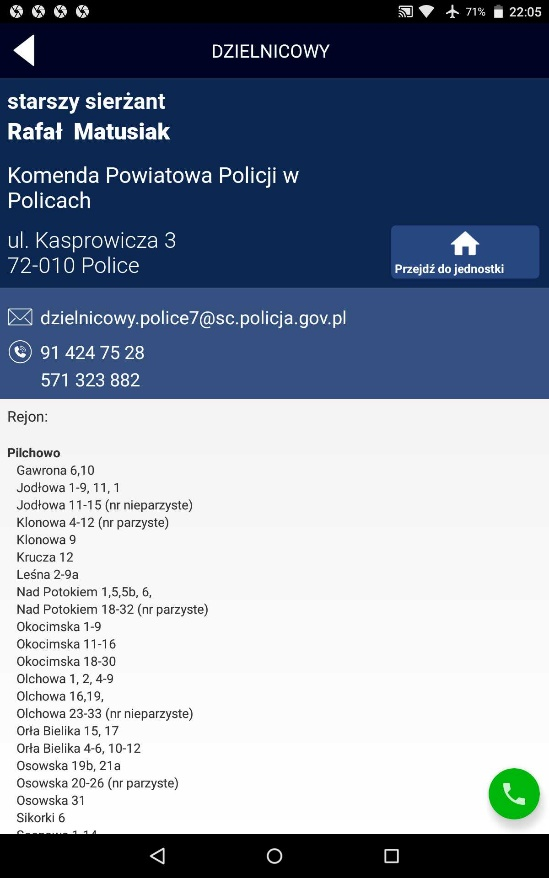 71% 22:05
DZIELNICOWY
starszy sierżant
Rafał Matusiak
Komenda Powiatowa Policji w
Policach
ul. Kasprowicza 3
72-010 Police
Przejdź do jednostki
dzielnicowy.police7@sc.policja.gov.pl
91 424 75 28
571 323 882
Rejon:
Pilchowo
Gawrona 6,10
Jodłowa 1-9, 11, 1
Jodłowa 11-15 (nr nieparzyste)
Klonowa 4-12 (nr parzyste)
Klonowa 9
Krucza 12
Leśna 2-9a
Nad Potokiem 1,5,5b, 6,
Nad Potokiem 18-32 (nr parzyste)
Okocimska 1-9
Okocimska 11-16
Okocimska 18-30
Olchowa 1, 2, 4-9
Olchowa 16,19,
Olchowa 23-33 (nr nieparzyste)
Orła Bielika 15, 17
Orła Bielika 4-6, 10-12
Osowska 19b, 21a
Osowska 20-26 (nr parzyste)
Osowska 31
Sikorki 6